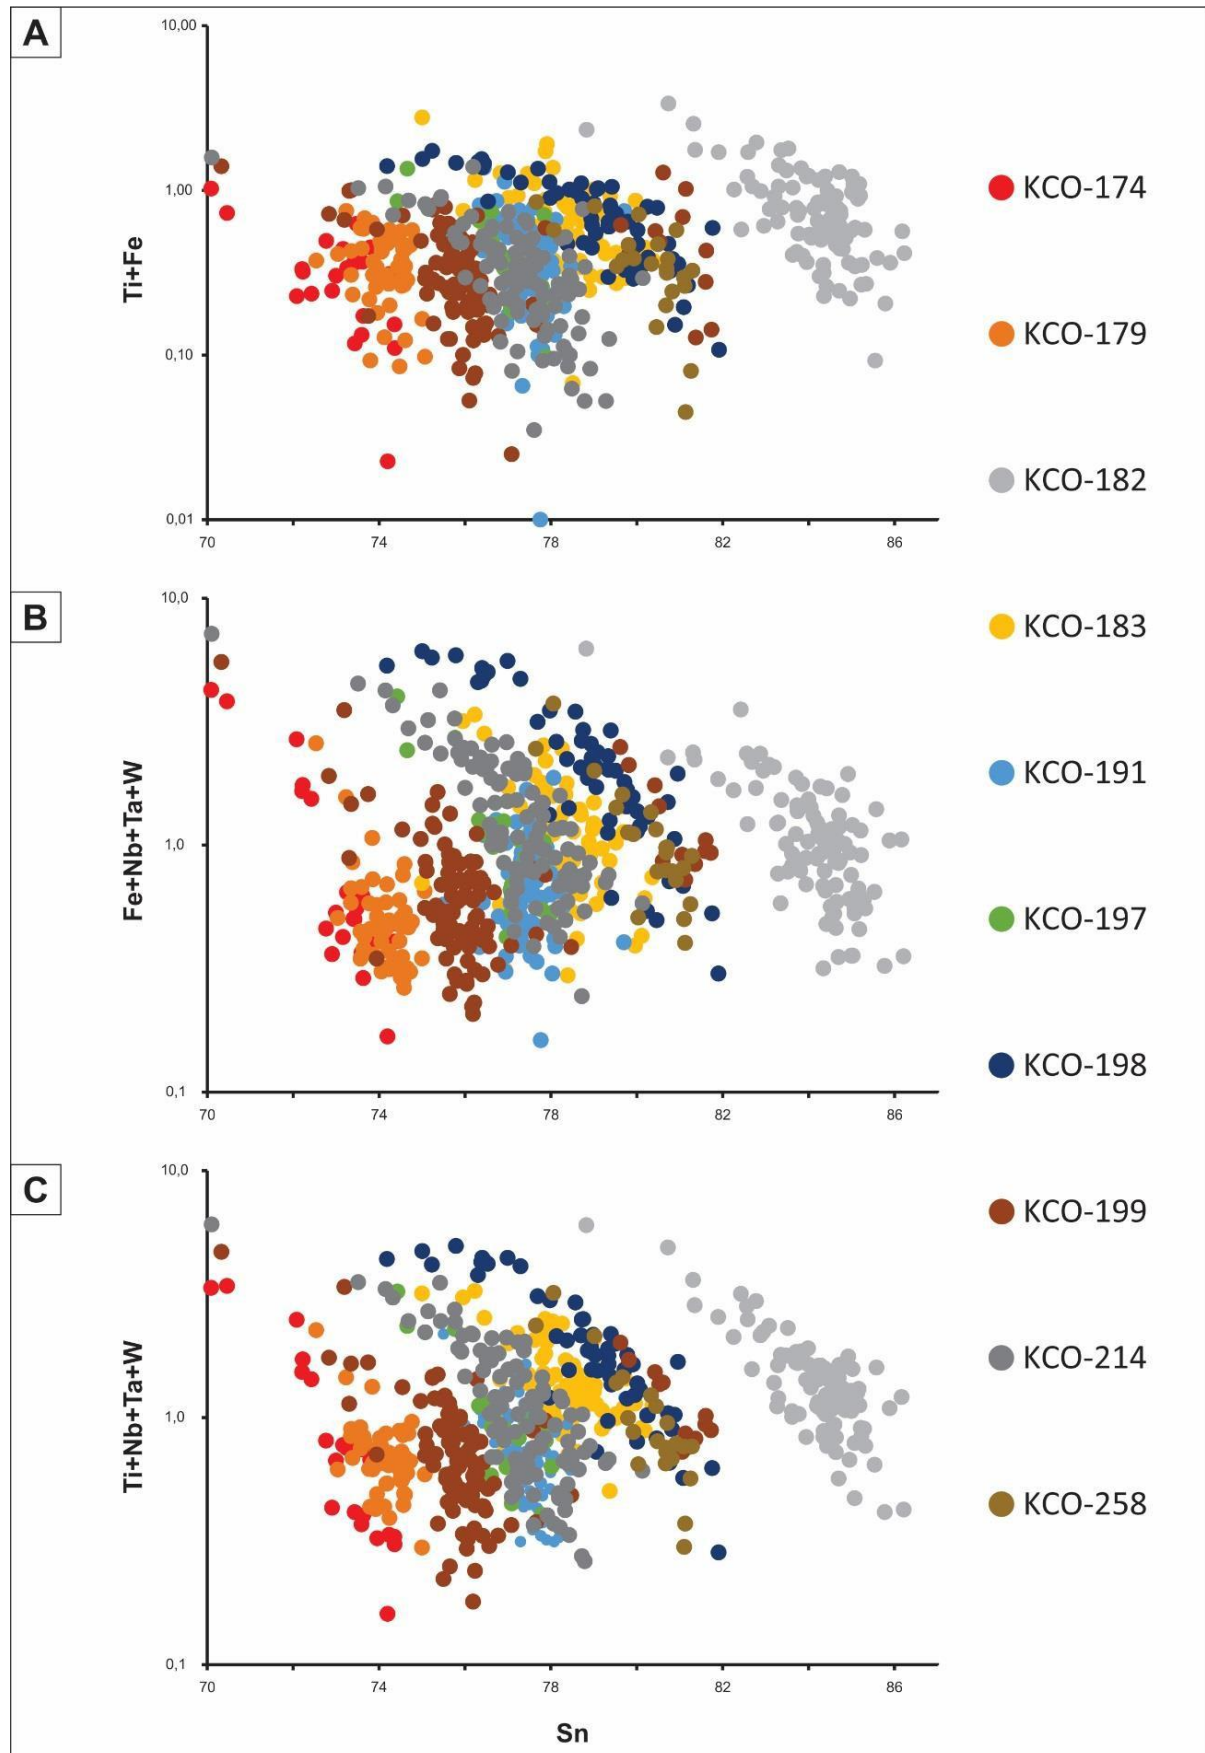 A
10,00
1,00
0,10
0,01
Ti+Fe
70 74 78 82 86
B
10,0
1,0
0,1
Fe+Nb+Ta+W
70 74 78 82 86
C
10,0
1,0
0,1
Ti+Nb+Ta+W
70 74 78 82 86
Sn
KCO-174
KCO-179
KCO-182
KCO-183
KCO-191
KCO-197
KCO-198
KCO-199
KCO-214
KCO-258